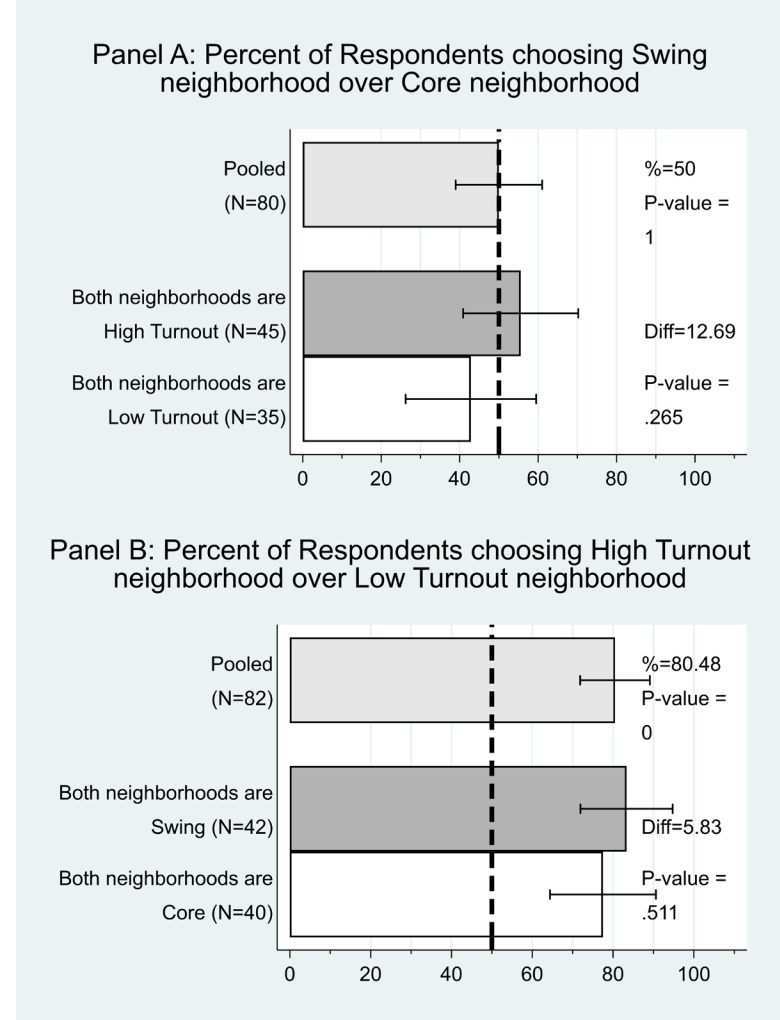 Panel A: Percent of Respondents choosing Swing
neighborhood over Core neighborhood
Pooled
(N=80)
%=50
P-value =
1
Both neighborhoods are
High Turnout (N=45)
Diff=12.69
Both neighborhoods are
Low Turnout (N=35)
P-value =
.265
0 20 40 60 80 100
Panel B: Percent of Respondents choosing High Turnout
neighborhood over Low Turnout neighborhood
Pooled
(N=82)
%=80.48
P-value =
0
Both neighborhoods are
Swing (N=42)
Diff=5.83
Both neighborhoods are
Core (N=40)
P-value =
.511
0 20 40 60 80 100